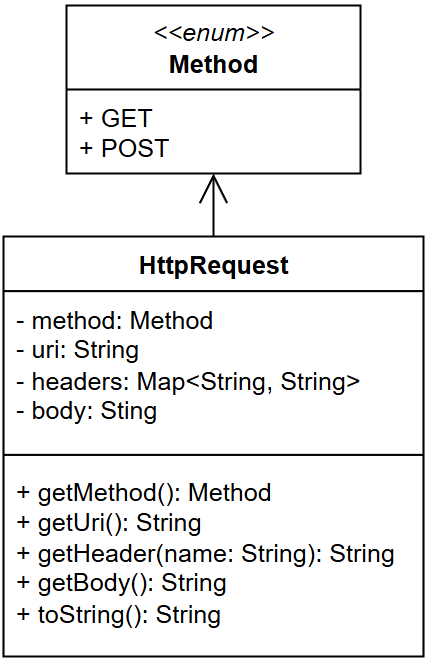 <<enum>>
Method
+ GET
+ POST
HttpRequest
- method: Method
- uri: String
- headers: Map<String, String>
- body: Sting
+ getMethod(): Method
+ getUri(): String
+ getHeader(name: String): String
+ getBody(): String
+ toString(): String